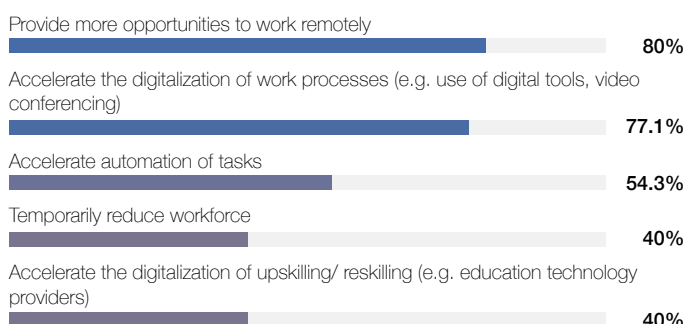 Provide more opportunities to work remotely
80%
Accelerate the digitalization of work processes (e.g. use of digital tools, video
conferencing)
77.1%
Accelerate automation of tasks
54.3%
Temporarily reduce workforce
40%
Accelerate the digitalization of upskilling/ reskilling (e.g. education technology
providers)
40%